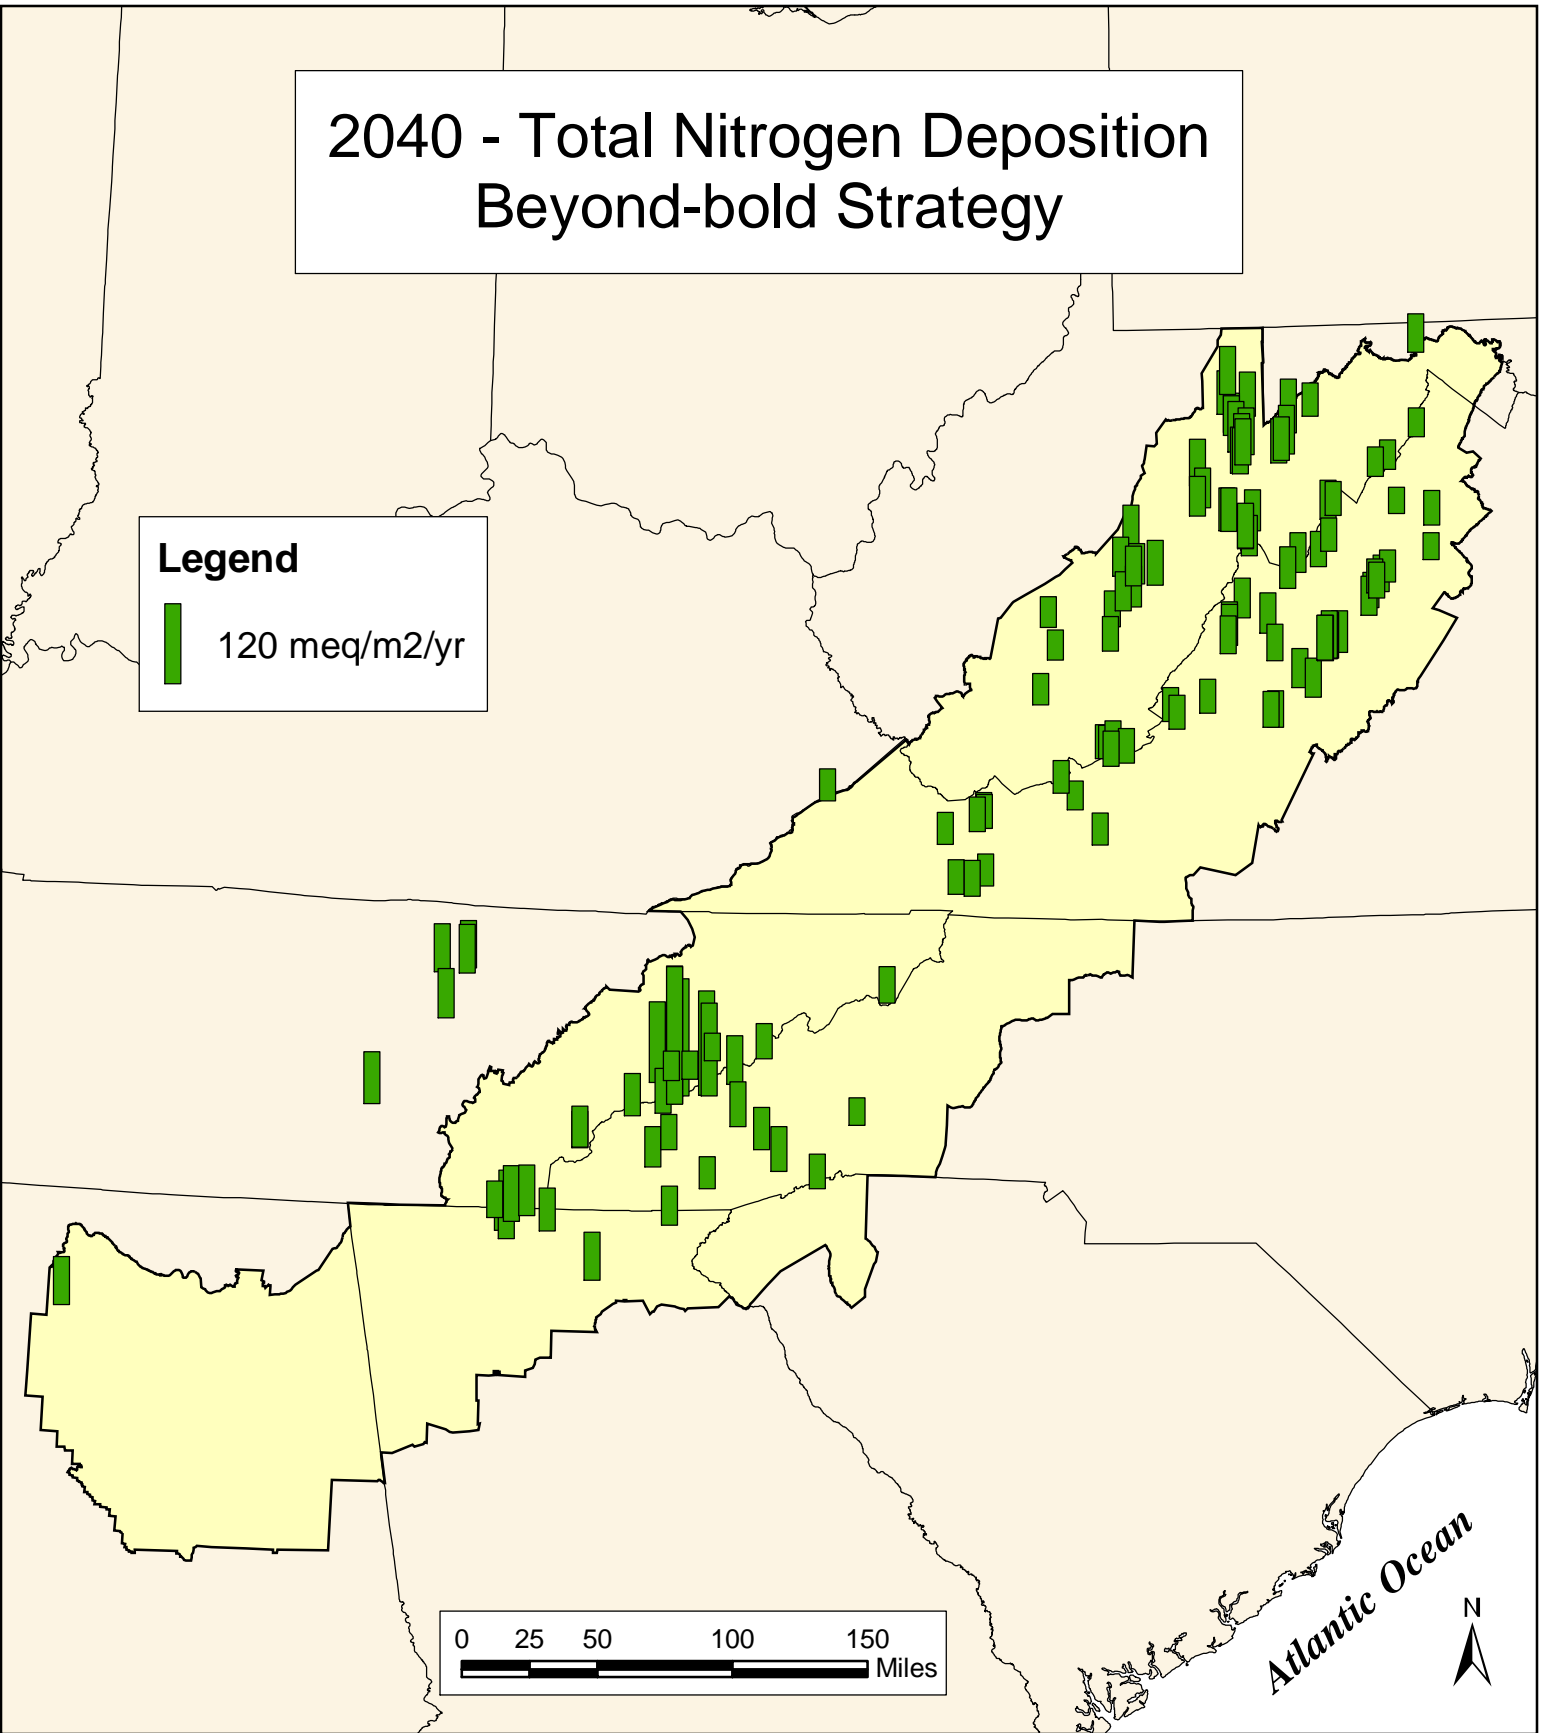 2040 - Total Nitrogen Deposition
Beyond-bold Strategy
Legend
120 meq/m2/yr
0 25 50 100 150
Miles
Atlantic Ocean
N